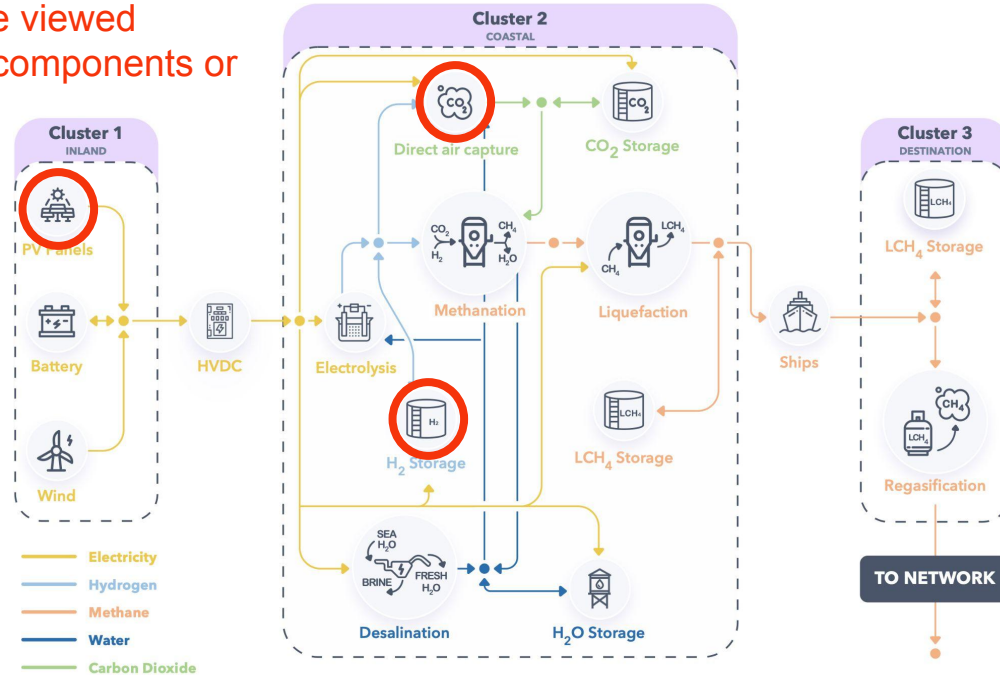 e viewed
components or
Cluster 1
INLAND
PV Panels
Battery
Wind
HVDC
Cluster 2
COASTAL
CO2
Direct air capture
CO2
CO2 Storage
CO2
H2
CH4
H2O
Methanation
CH4
LCH4
Liquefaction
Electrolysis
H2
H2 Storage
LCH4
LCH4 Storage
SEA
H2O
BRINE
FRESH
H2O
Desalination
H2O Storage
Ships
Cluster 3
DESTINATION
LCH4
LCH4 Storage
CH4
LCH4
Regasification
TO NETWORK
Electricity
Hydrogen
Methane
Water
Carbon Dioxide